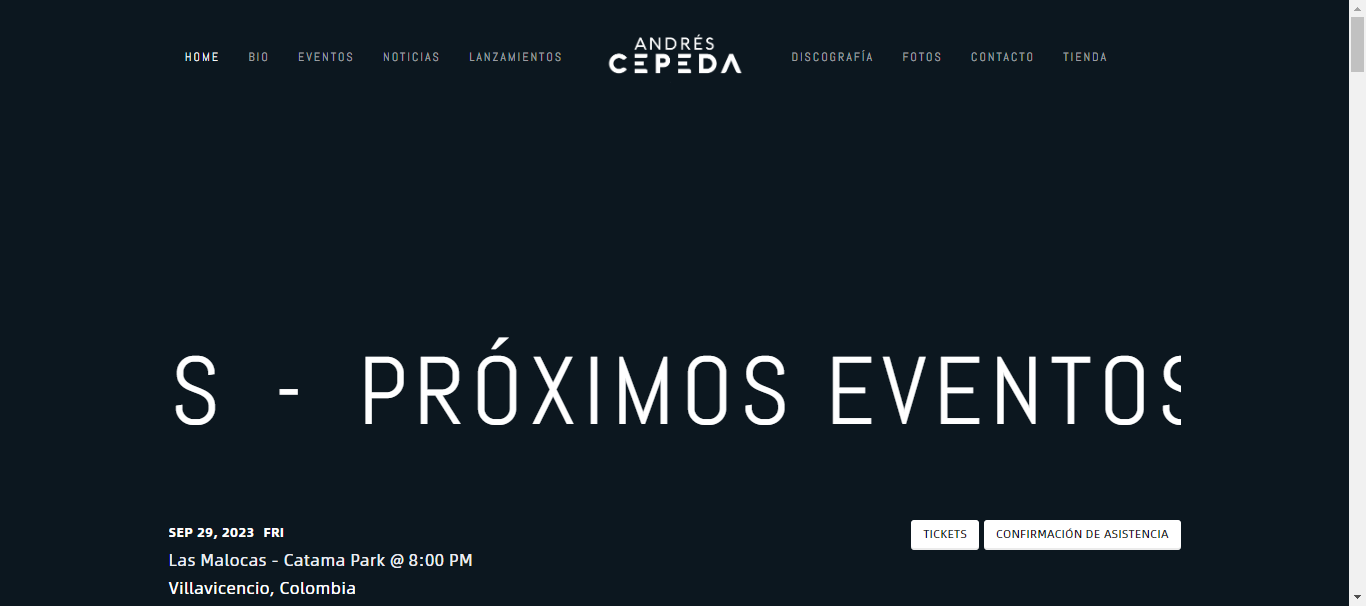 HOME BIO EVENTOS NOTICIAS LANZAMIENTOS ANDRÉS CEPEDA DISCOGRAFÍA FOTOS CONTACTO TIENDA
S - PRÓXIMOS EVENTOS
SEP 29, 2023 FRI
TICKETS CONFIRMACIÓN DE ASISTENCIA
Las Malocas - Catama Park @ 8:00 PM
Villavicencio, Colombia